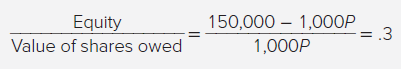 Equity / Value of shares owed = 150,000 – 1,000P / 1,000P = .3